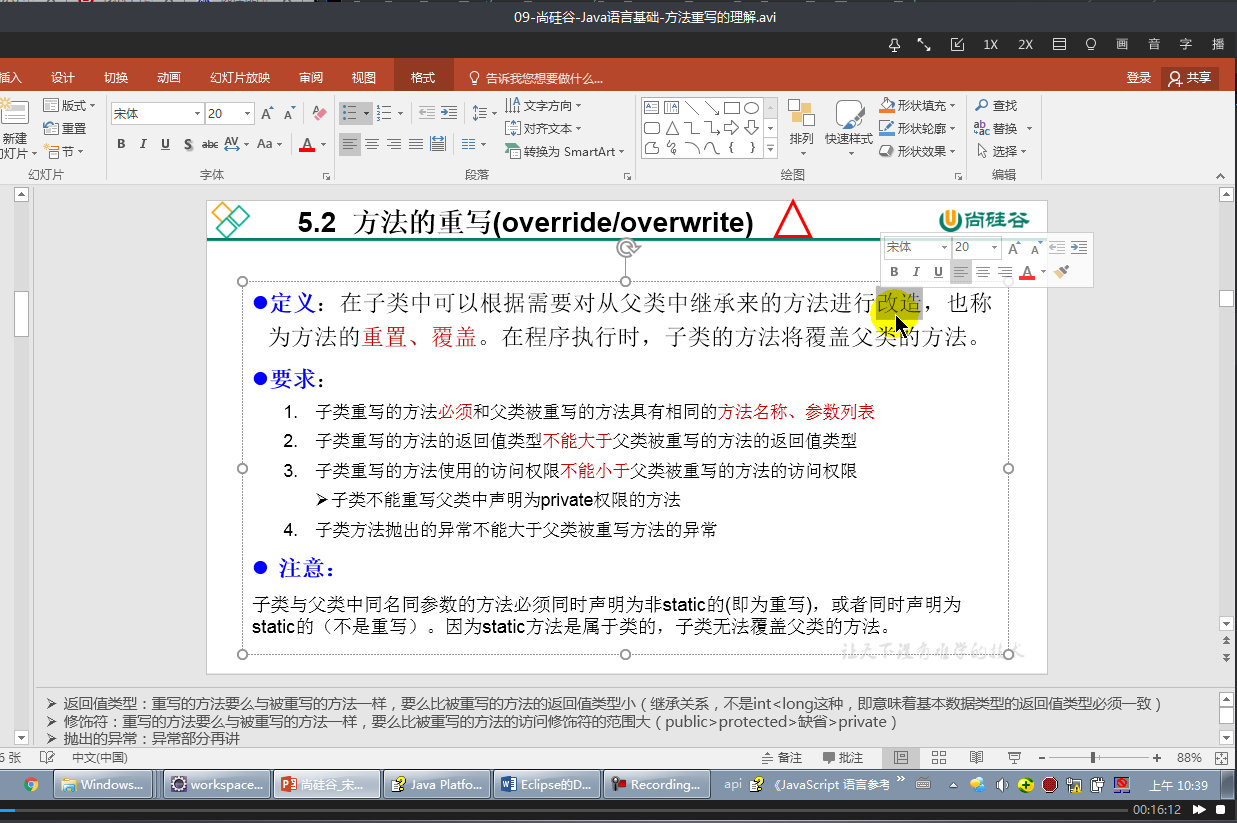 09-尚硅谷-Java语言基础-方法重写的理解.avi
1X 2X 画 音 字 播
插入 设计 切换 动画 幻灯片放映 审阅 视图 格式 告诉我您想要做什么... 登录 共享
版式 宋体 20 文字方向 形状填充 查找
新建 重置 对齐文本 排列 快速样式 形状轮廓 替换
幻灯片 节 B I U S abc AV Aa A 转换为 SmartArt 形状效果 选择
幻灯片 字体 段落 绘图 编辑
5.2 方法的重写(override/overwrite)
尚硅谷
宋体 20
B I U A
●定义：在子类中可以根据需要对从父类中继承来的方法进行改造，也称
为方法的重置、覆盖。在程序执行时，子类的方法将覆盖父类的方法。
●要求：
1. 子类重写的方法必须和父类被重写的方法具有相同的方法名称、参数列表
2. 子类重写的方法的返回值类型不能大于父类被重写的方法的返回值类型
3. 子类重写的方法使用的访问权限不能小于父类被重写的方法的访问权限
➢子类不能重写父类中声明为private权限的方法
4. 子类方法抛出的异常不能大于父类被重写方法的异常
● 注意：
子类与父类中同名同参数的方法必须同时声明为非static的(即为重写)，或者同时声明为
static的（不是重写）。因为static方法是属于类的，子类无法覆盖父类的方法。
让天下没有难学的技术
➢ 返回值类型：重写的方法要么与被重写的方法一样，要么比被重写的方法的返回值类型小（继承关系，不是int<long这种，即意味着基本数据类型的返回值类型必须一致）
➢ 修饰符：重写的方法要么与被重写的方法一样，要么比被重写的方法的访问修饰符的范围大（public>protected>缺省>private）
➢ 抛出的异常：异常部分再讲
张 中文(中国) 备注 批注 88%
Windows... workspace... 尚硅谷_宋... Java Platfo... Eclipse的D... Recording... api 《JavaScript 语言参考 » 上午 10:39
00:16:12